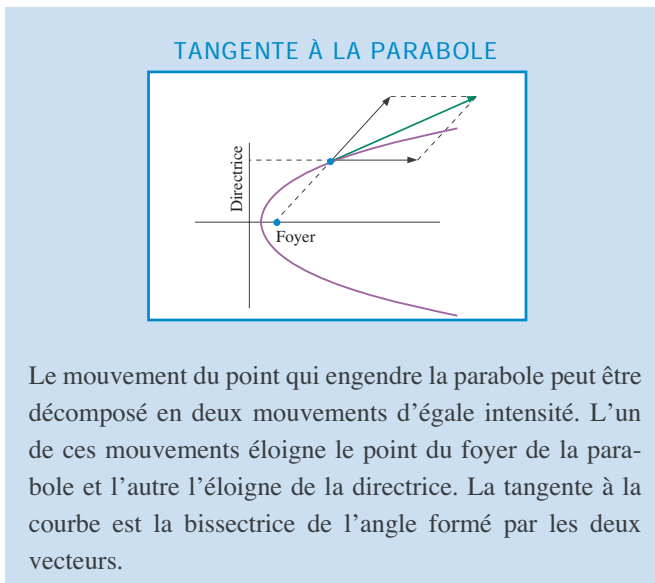 TANGENTE À LA PARABOLE
Directrice
Foyer
Le mouvement du point qui engendre la parabole peut être
décomposé en deux mouvements d'égale intensité. L'un
de ces mouvements éloigne le point du foyer de la para-
bole et l'autre l'éloigne de la directrice. La tangente à la
courbe est la bissectrice de l'angle formé par les deux
vecteurs.